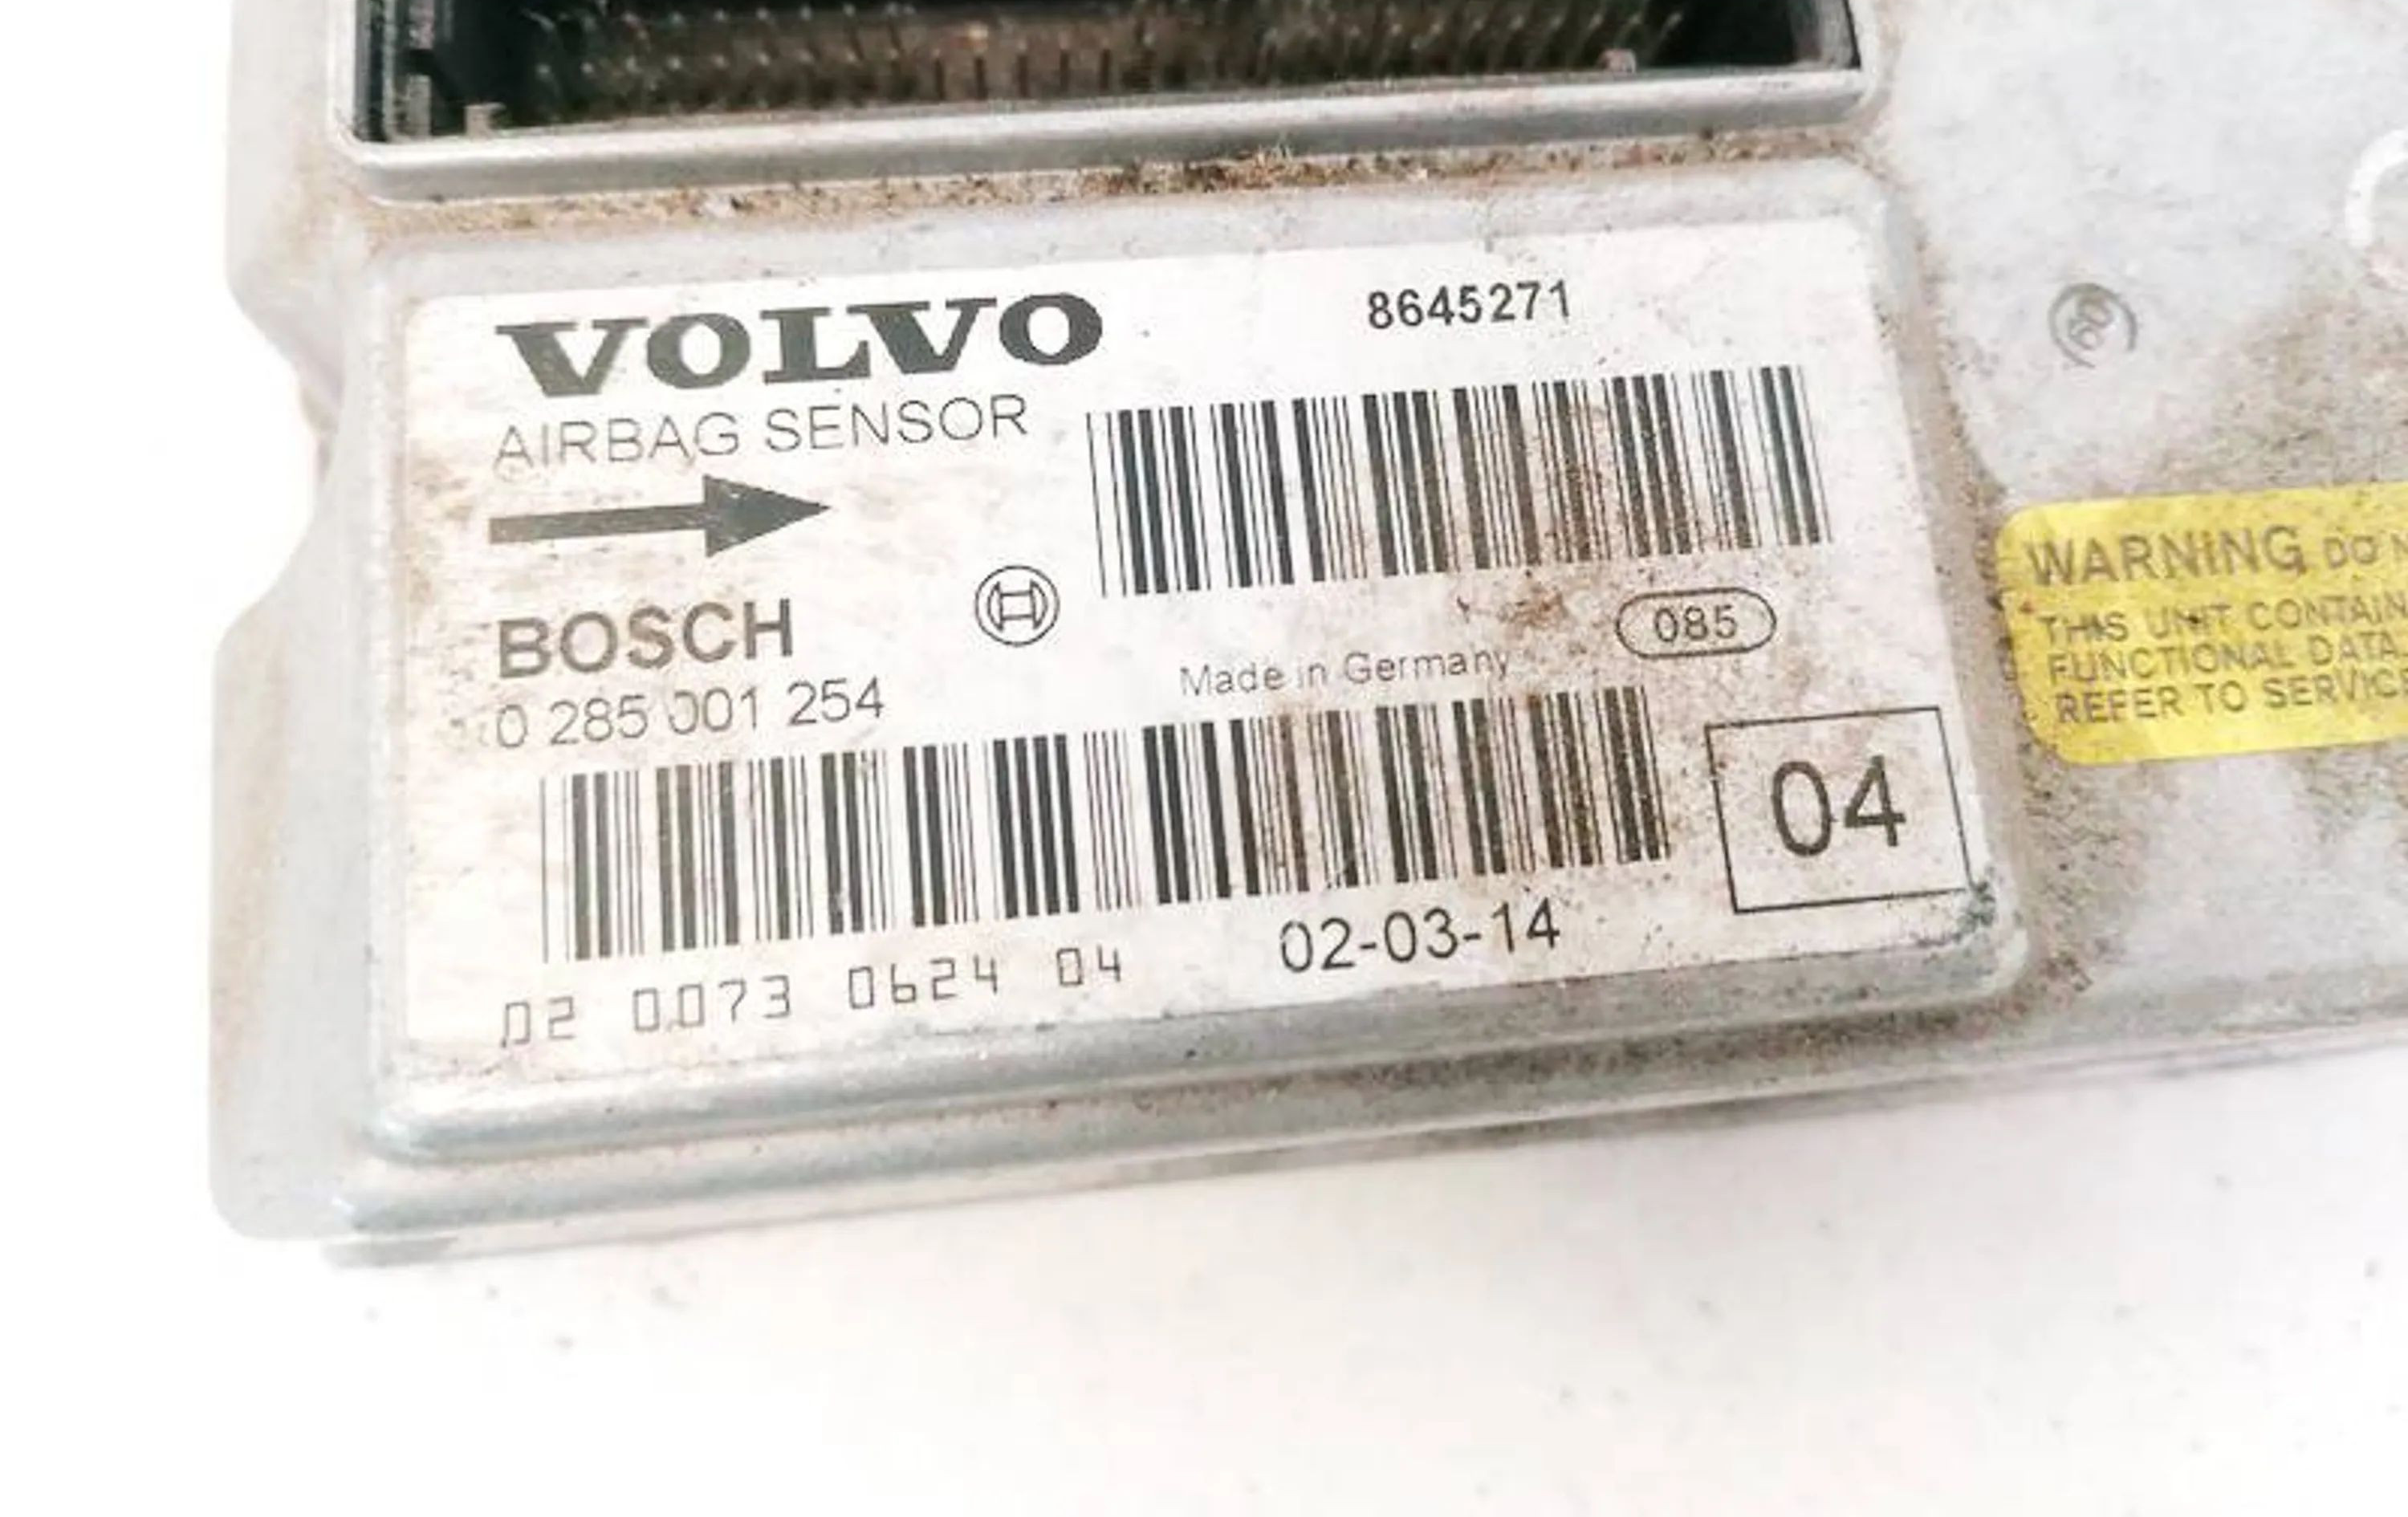 VOLVO
8645271
AIRBAG SENSOR
BOSCH
085
0 285 001 254
Made in Germany
04
02 0073 0624 04
02-03-14
WARNING DO
THIS UNIT CONTAIN
FUNCTIONAL DATA
REFER TO SERVIC